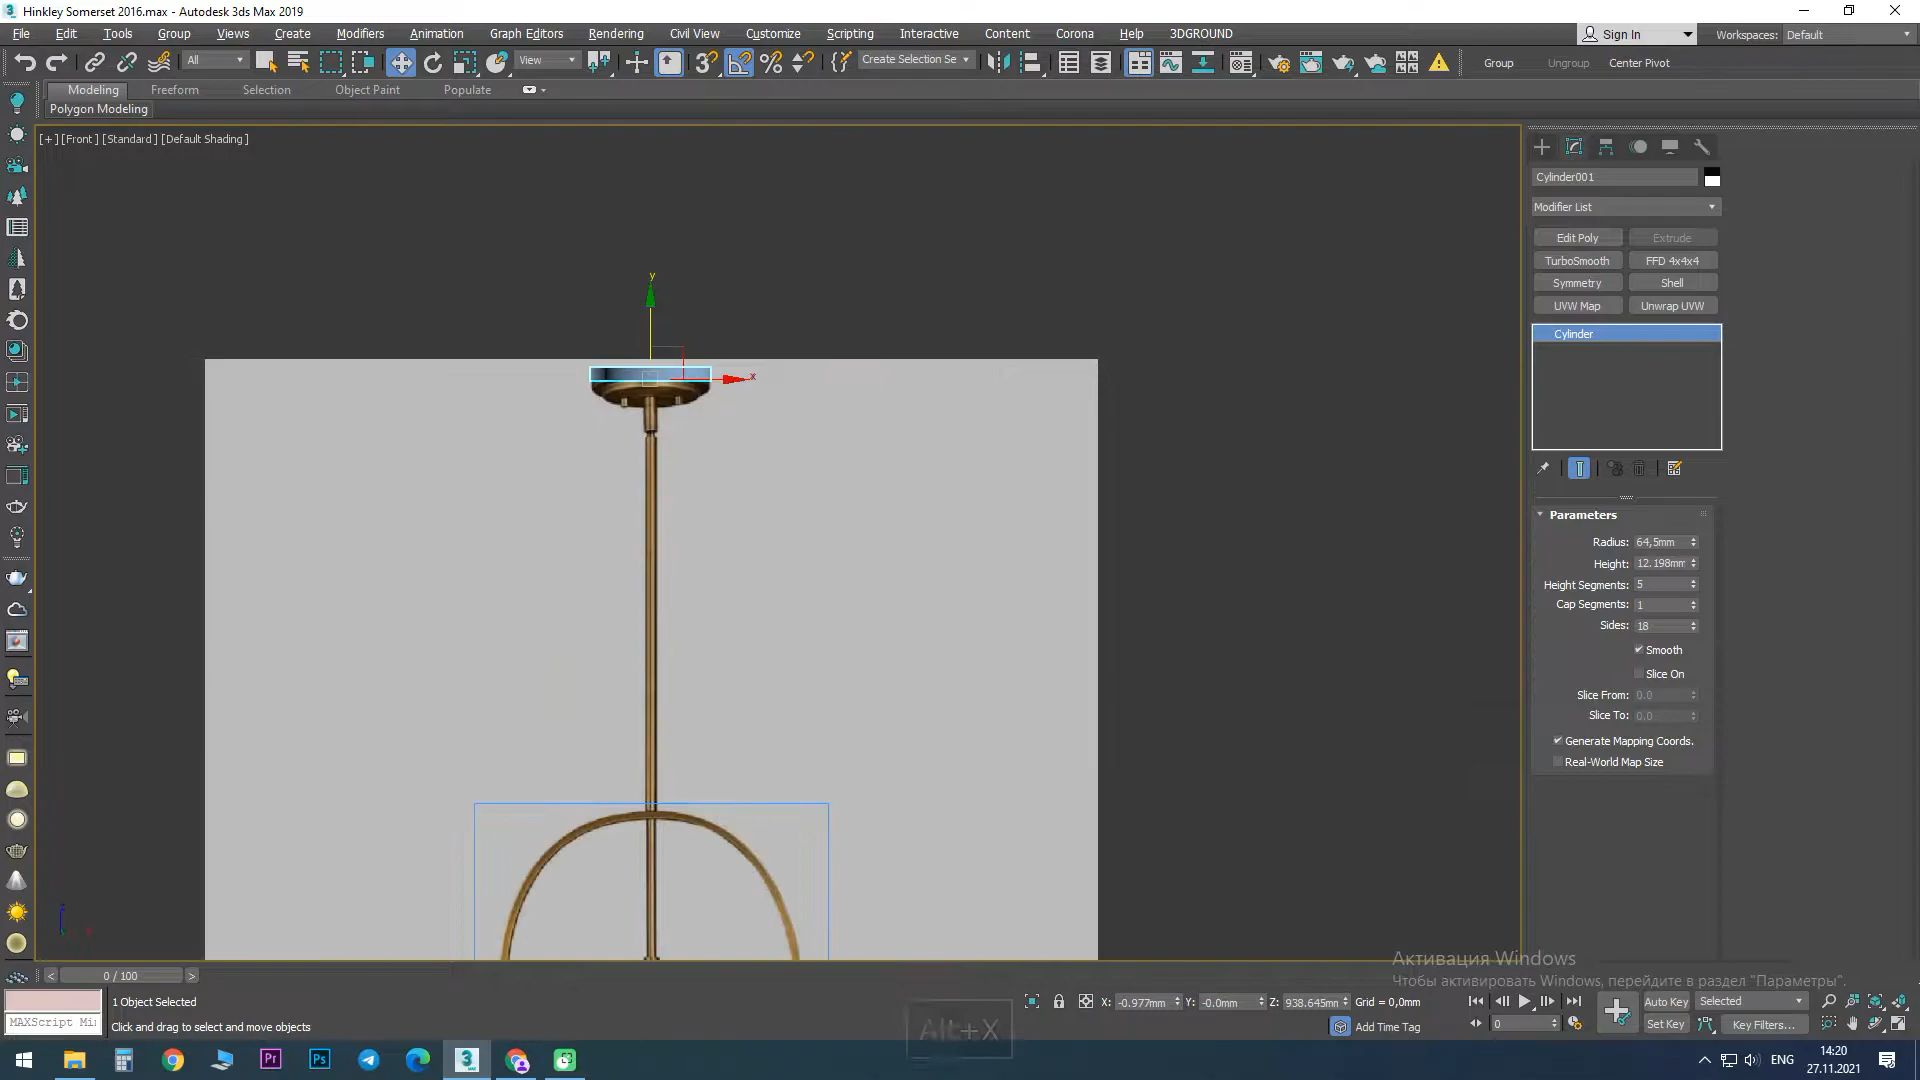 Hinkley Somerset 2016.max - Autodesk 3ds Max 2019
File Edit Tools Group Views Create Modifiers Animation Graph Editors Rendering Civil View Customize Scripting Interactive Content Corona Help 3DGROUND Sign In Workspaces: Default
All View Create Selection Se Group Ungroup Center Pivot
Modeling Freeform Selection Object Paint Populate
Polygon Modeling
[+] [Front] [Standard] [Default Shading]
Cylinder001
Modifier List
Edit Poly Extrude
TurboSmooth FFD 4x4x4
Symmetry Shell
UVW Map Unwrap UVW
Cylinder
y
x
Parameters
Radius: 64,5mm
Height: 12.198mm
Height Segments: 5
Cap Segments: 1
Sides: 18
Smooth
Slice On
Slice From: 0.0
Slice To: 0.0
Generate Mapping Coords.
Real-World Map Size
Активация Windows
Чтобы активировать Windows, перейдите в раздел "Параметры".
< 0 / 100 >
1 Object Selected
Click and drag to select and move objects
MAXScript Mi
Alt+X
X: -0.977mm Y: -0.0mm Z: 938.645mm Grid = 0,0mm
Add Time Tag
Auto Key Selected
0 Set Key Key Filters...
ENG 14:20
27.11.2021